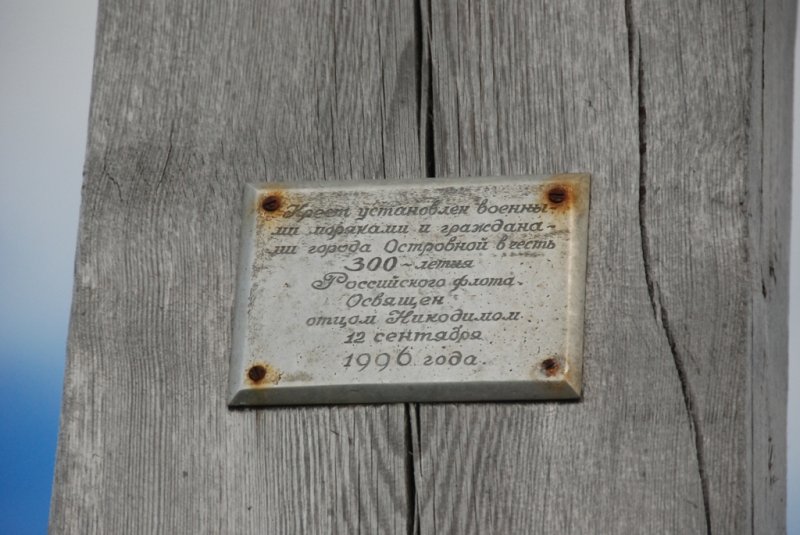 Крест установлен военны-
ми моряками и граждана-
ми города Островной в честь
300-летия
Российского флота.
Освящен
отцом Никодимом
12 сентября
1996 года.